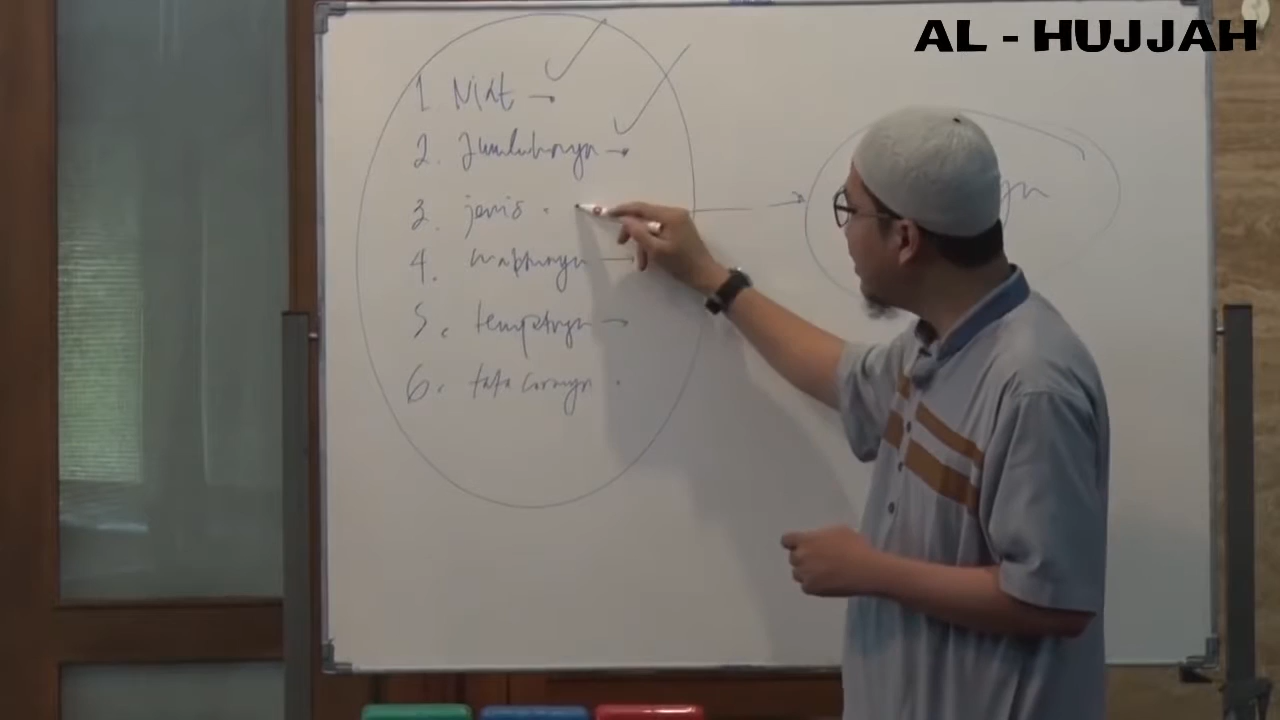 AL - HUJJAH
1 Niat →
2. Jumlahnya →
3. jenis
4. waktunya →
5. tempatnya →
6. tata caranya